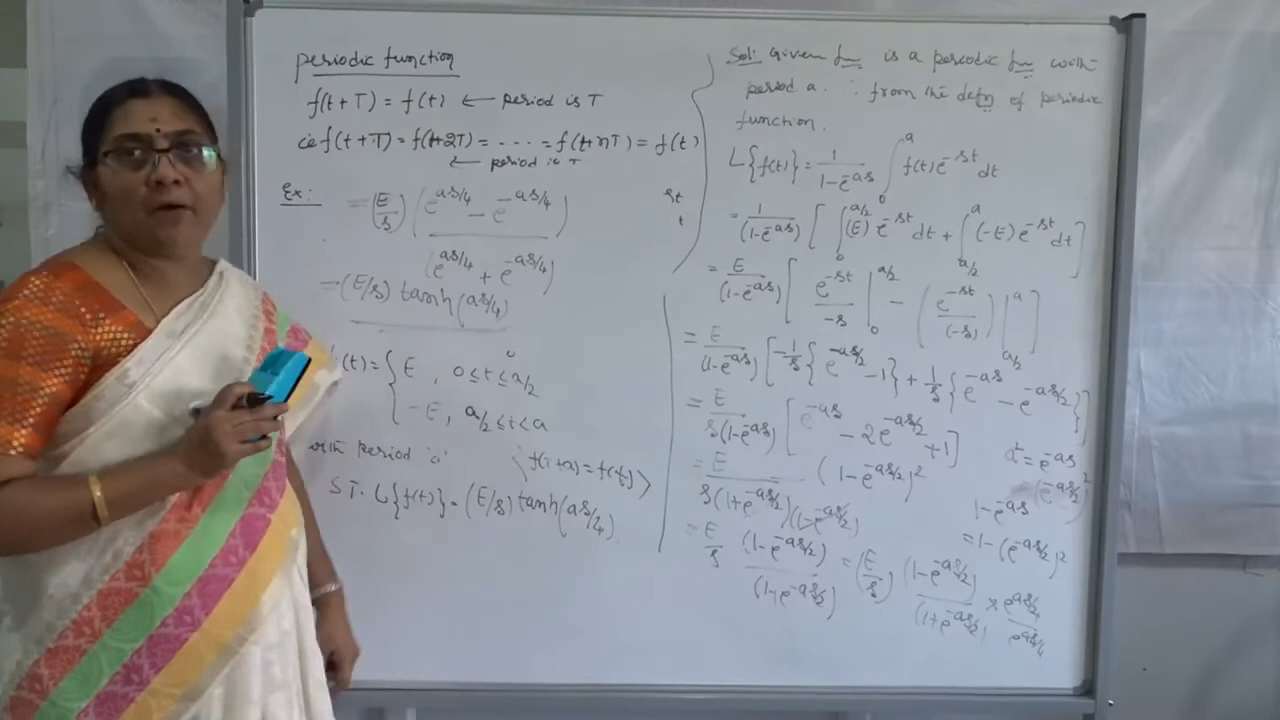 periodic function
f(t+T) = f(t) ← period is T
ie f(t+T) = f(t+2T) = ---- = f(t+nT) = f(t)
← period is T
Ex:
= (E/s) (e^{as/4} - e^{-as/4})
(e^{as/4} + e^{-as/4})
= (E/s) tanh(as/4)
f(t) = { E , 0≤t≤a/2
-E, a/2≤t<a
with period 'a'
f(t+a) = f(t)
S.T. L{f(t)} = (E/s) tanh(as/4)
st
t
Sol: Given fn is a periodic fn with
period a. ∴ from the defn of periodic
function.
L{f(t)} = 1/(1-e^{-as}) ∫_0^a f(t) e^{-st} dt
= 1/(1-e^{-as}) [ ∫_0^{a/2} (E) e^{-st} dt + ∫_{a/2}^a (-E) e^{-st} dt ]
= E/(1-e^{-as}) [ e^{-st}/-s |_0^{a/2} - (e^{-st}/(-s)) |_{a/2}^a ]
= E/(1-e^{-as}) [ -1/s { e^{-as/2} - 1 } + 1/s { e^{-as} - e^{-as/2} } ]
= E/s(1-e^{-as}) [ e^{-as} - 2e^{-as/2} + 1 ]
= E/s(1+e^{-as/2})(1-e^{-as/2}) (1-e^{-as/2})^2
= E/s (1-e^{-as/2})/(1+e^{-as/2}) = (E/s) (1-e^{-as/2})/(1+e^{-as/2}) × e^{as/4}/e^{as/4}
a^2 = e^{-as}
= (e^{-as/2})^2
1-e^{-as}
= 1-(e^{-as/2})^2